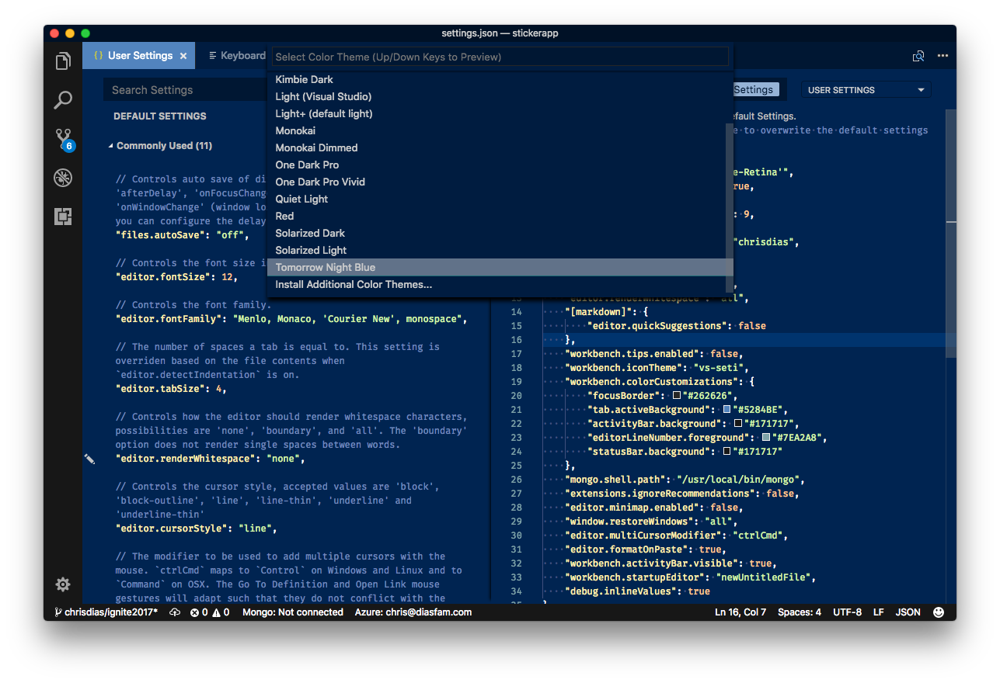 settings.json — stickerapp
{ } User Settings ×
Keyboard
Select Color Theme (Up/Down Keys to Preview)
Kimbie Dark
Light (Visual Studio)
Light+ (default light)
Monokai
Monokai Dimmed
One Dark Pro
One Dark Pro Vivid
Quiet Light
Red
Solarized Dark
Solarized Light
Tomorrow Night Blue
Install Additional Color Themes...
6
Search Settings
Settings
USER SETTINGS
DEFAULT SETTINGS
Commonly Used (11)
// Controls auto save of di
'afterDelay', 'onFocusChang
'onWindowChange' (window lo
you can configure the delay
"files.autoSave": "off",
// Controls the font size i
"editor.fontSize": 12,
// Controls the font family.
"editor.fontFamily": "Menlo, Monaco, 'Courier New', monospace",
// The number of spaces a tab is equal to. This setting is
overriden based on the file contents when
`editor.detectIndentation` is on.
"editor.tabSize": 4,
// Controls how the editor should render whitespace characters,
possibilities are 'none', 'boundary', and 'all'. The 'boundary'
option does not render single spaces between words.
"editor.renderWhitespace": "none",
// Controls the cursor style, accepted values are 'block',
'block-outline', 'line', 'line-thin', 'underline' and
'underline-thin'
"editor.cursorStyle": "line",
// The modifier to be used to add multiple cursors with the
mouse. `ctrlCmd` maps to `Control` on Windows and Linux and to
`Command` on OSX. The Go To Definition and Open Link mouse
gestures will adapt such that they do not conflict with the
efault Settings.
e to overwrite the default settings
e-Retina'",
rue,
: 9,
"chrisdias",
,
13 "editor.renderWhitespace": "all",
14 "[markdown]": {
15 "editor.quickSuggestions": false
16 },
17 "workbench.tips.enabled": false,
18 "workbench.iconTheme": "vs-seti",
19 "workbench.colorCustomizations": {
20 "focusBorder": "#262626",
21 "tab.activeBackground": "#5284BE",
22 "activityBar.background": "#171717",
23 "editorLineNumber.foreground": "#7EA2A8",
24 "statusBar.background": "#171717"
25 },
26 "mongo.shell.path": "/usr/local/bin/mongo",
27 "extensions.ignoreRecommendations": false,
28 "editor.minimap.enabled": false,
29 "window.restoreWindows": "all",
30 "editor.multiCursorModifier": "ctrlCmd",
31 "editor.formatOnPaste": true,
32 "workbench.activityBar.visible": true,
33 "workbench.startupEditor": "newUntitledFile",
34 "debug.inlineValues": true
chrisdias/ignite2017* 0 0 Mongo: Not connected Azure: chris@diasfam.com Ln 16, Col 7 Spaces: 4 UTF-8 LF JSON